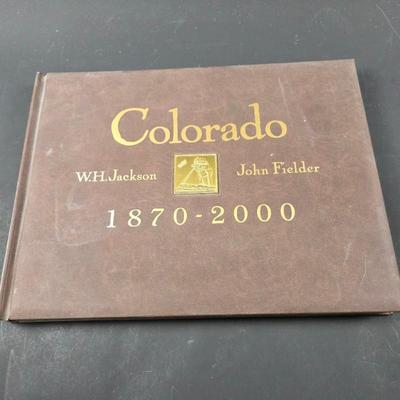 Colorado
W.H.Jackson John Fielder
1870-2000